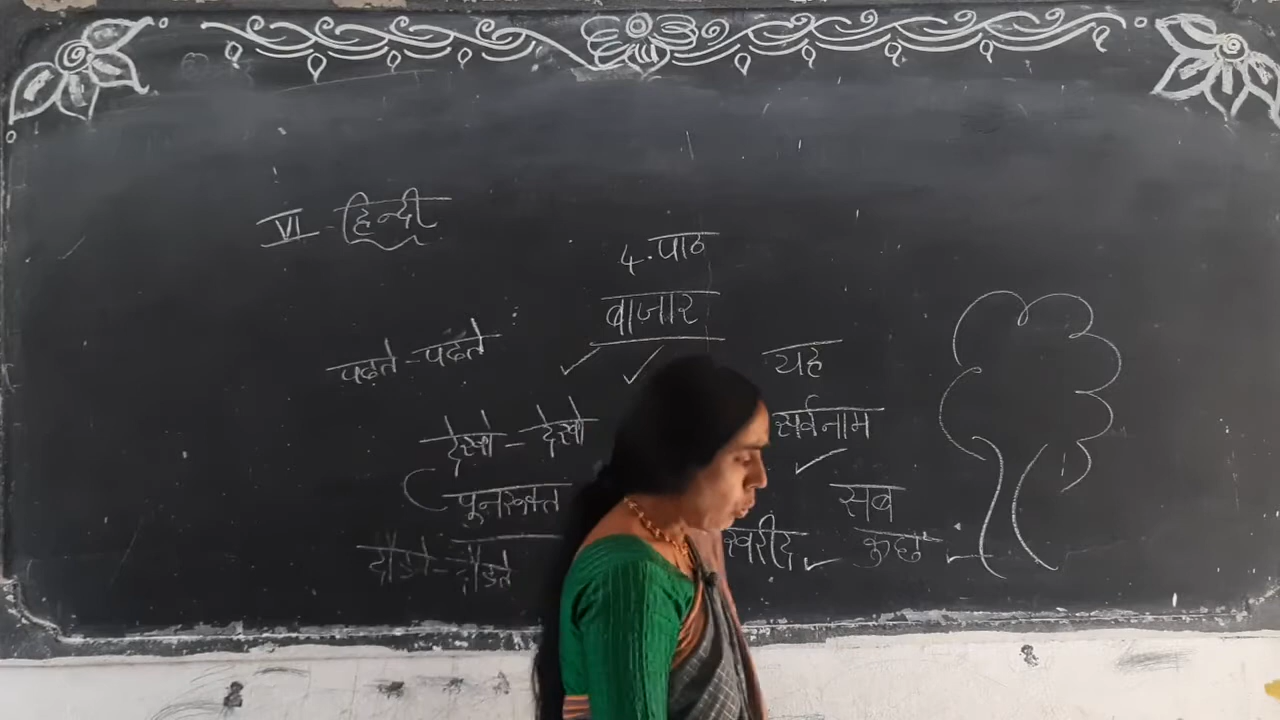 VI - हिन्दी
4. पाठ
बाजार
पढ़ते - पढ़ते
यह
देखो - देखो
सर्वनाम
पुनरूक्त
सब
खरीद
कुछ